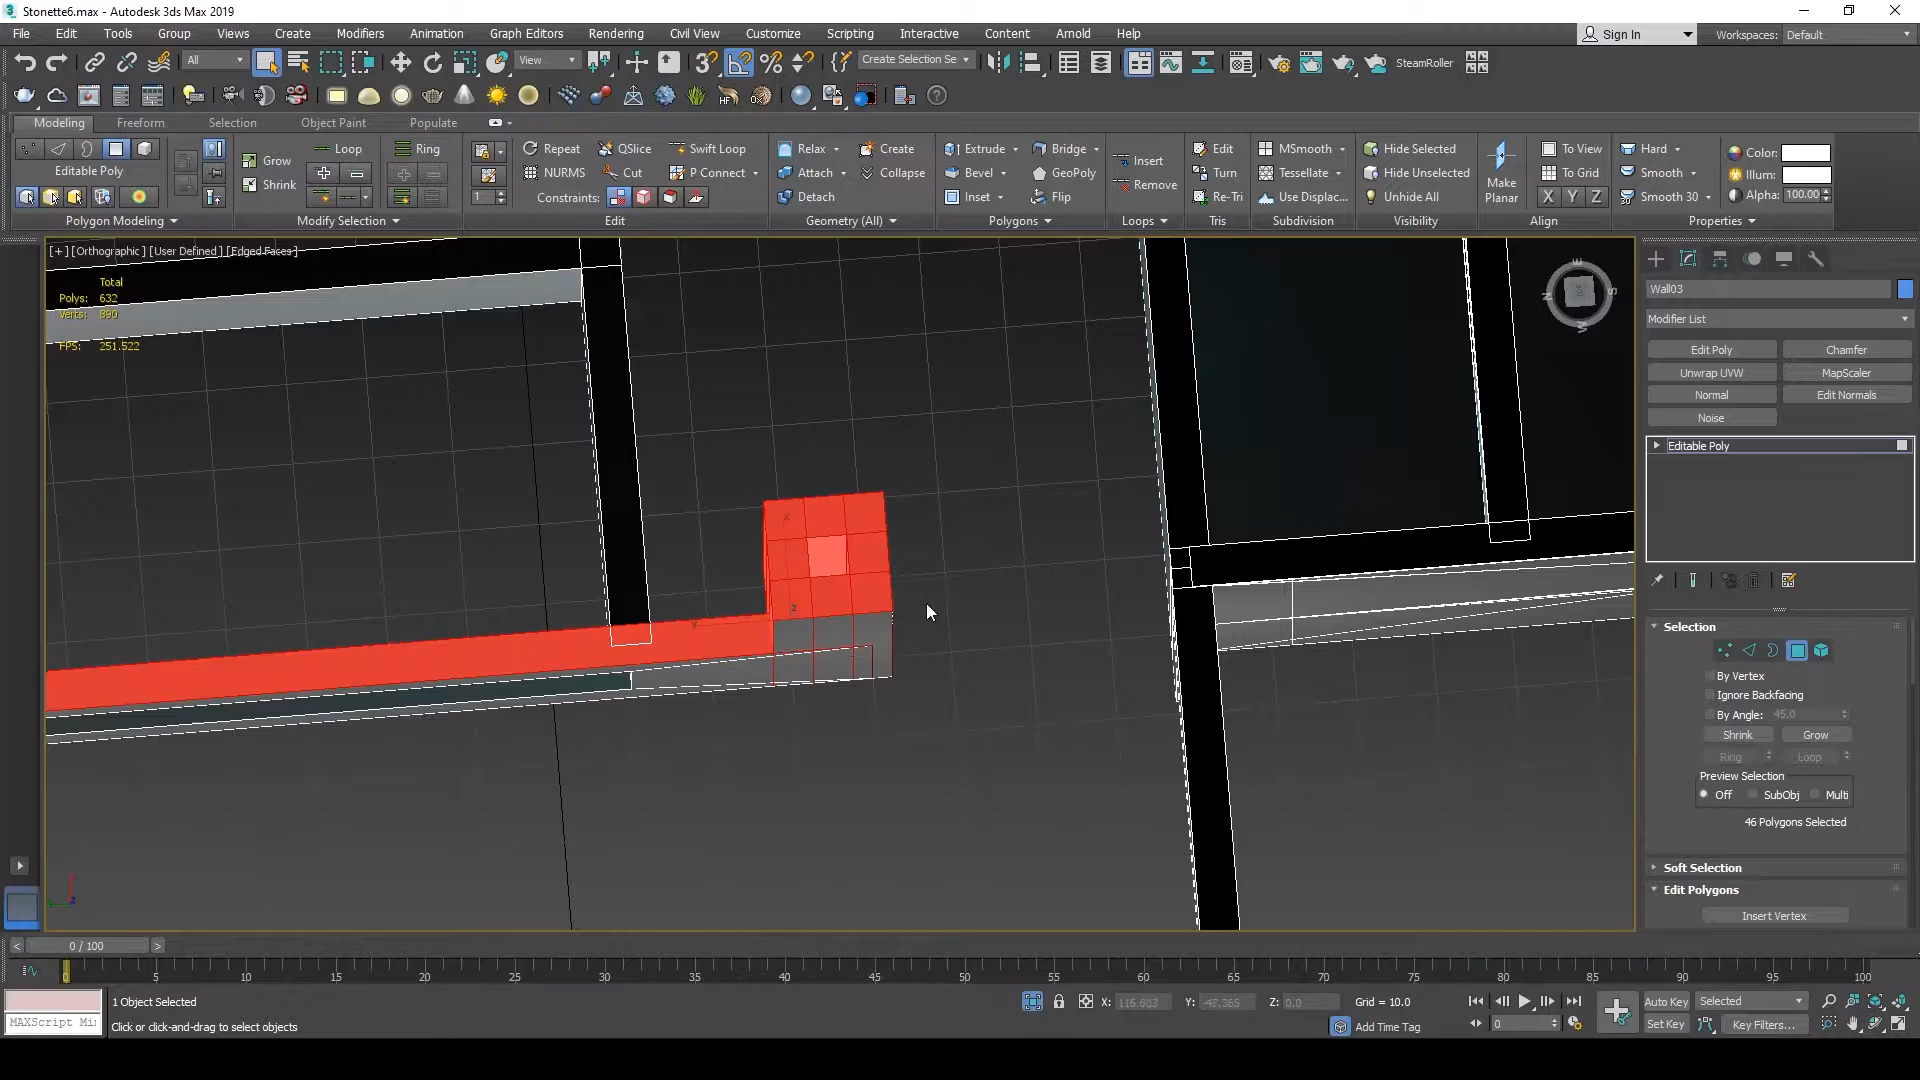 Stonette6.max - Autodesk 3ds Max 2019
File Edit Tools Group Views Create Modifiers Animation Graph Editors Rendering Civil View Customize Scripting Interactive Content Arnold Help
Sign In Workspaces: Default
All View Create Selection Se SteamRoller
Modeling Freeform Selection Object Paint Populate
Loop Ring Repeat QSlice Swift Loop Relax Create Extrude Bridge Edit MSmooth Hide Selected To View Hard Color:
Grow Insert
Editable Poly NURMS Cut P Connect Attach Collapse Bevel GeoPoly Turn Tessellate Hide Unselected To Grid Smooth Illum:
Shrink Remove Make Planar
1 Constraints: Detach Inset Flip Re-Tri Use Displac... Unhide All X Y Z Smooth 30 Alpha: 100.00
Polygon Modeling Modify Selection Edit Geometry (All) Polygons Loops Tris Subdivision Visibility Align Properties
[+] [Orthographic] [User Defined] [Edged Faces]
Total
Polys: 632
Verts: 890
FPS: 251.522
Wall03
Modifier List
Edit Poly Chamfer
Unwrap UVW MapScaler
Normal Edit Normals
Noise
Editable Poly
Selection
By Vertex
Ignore Backfacing
By Angle: 45.0
Shrink Grow
Ring Loop
Preview Selection
Off SubObj Multi
46 Polygons Selected
Soft Selection
Edit Polygons
Insert Vertex
0 / 100
0 5 10 15 20 25 30 35 40 45 50 55 60 65 70 75 80 85 90 95 100
1 Object Selected X: Y: Z: 0.0 Grid = 10.0 Auto Key Selected
MAXScript Mi Click or click-and-drag to select objects Add Time Tag 0 Set Key Key Filters...